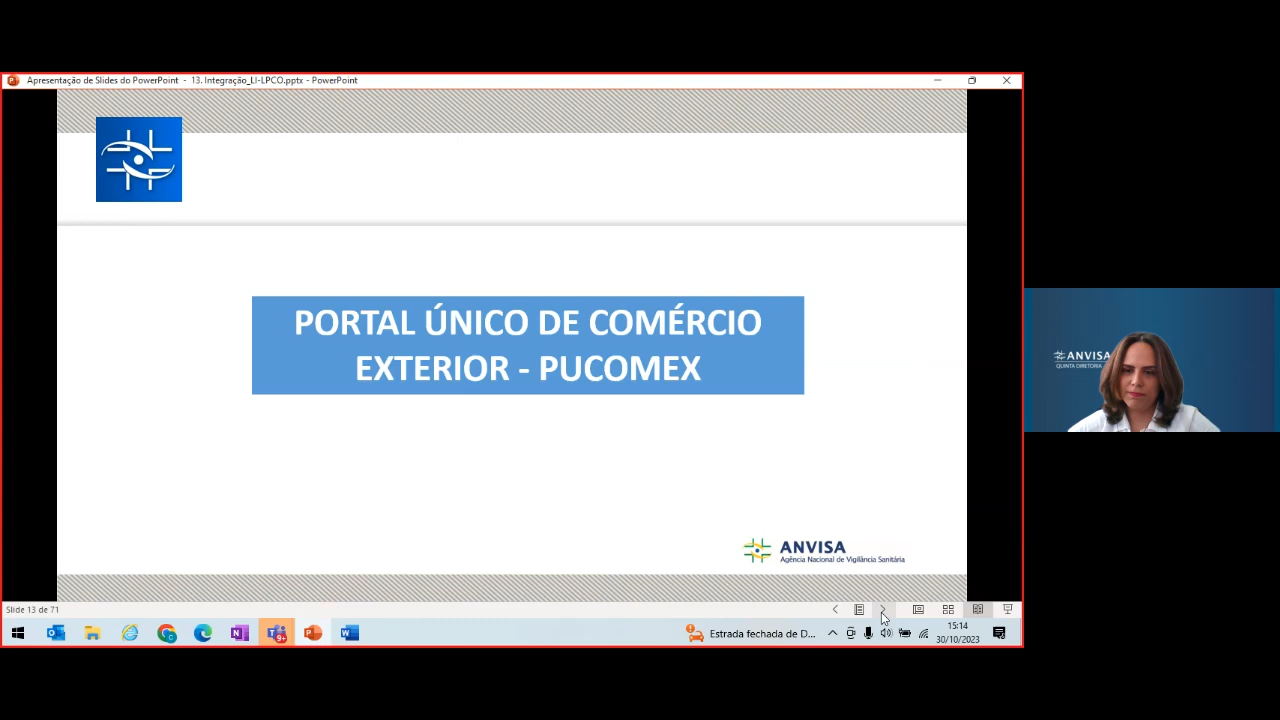 Apresentação de Slides do PowerPoint - 13. Integração_LI-LPCO.pptx - PowerPoint
PORTAL ÚNICO DE COMÉRCIO
EXTERIOR - PUCOMEX
ANVISA
QUINTA DIRETORIA
ANVISA
Agência Nacional de Vigilância Sanitária
Slide 13 de 71
9+
Estrada fechada de D...
15:14
30/10/2023